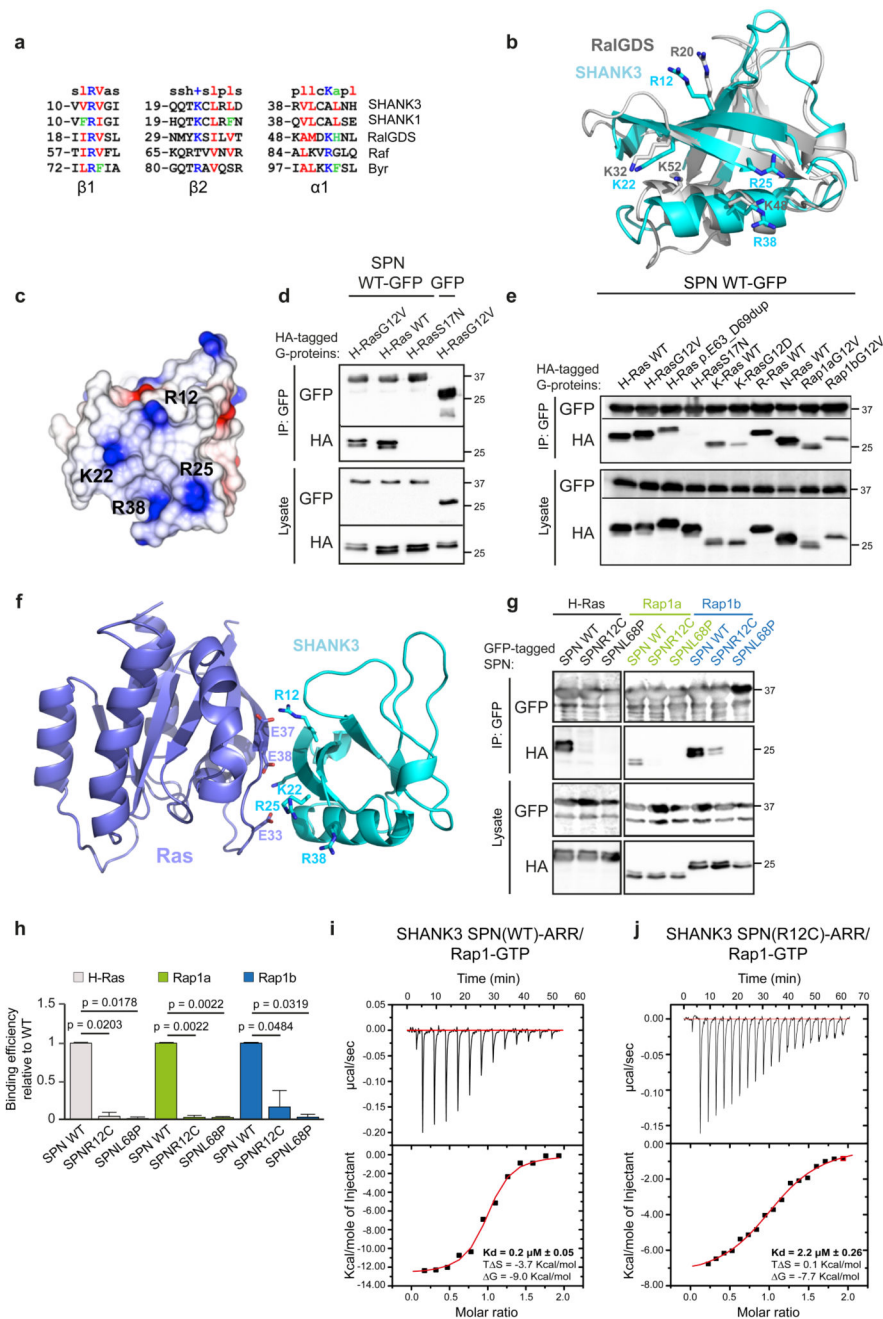 a
slRVas ssh+slpls pllcKapl
10-VVRVGI 19-QQTKCLRLD 38-RVLCALNH SHANK3
10-VFRIGI 19-QQTKCLRFN 38-VVLCALSE SHANK1
18-IIRVSL 29-NMYKSILVT 48-KAMDKHNL RalGDS
57-TIRVFL 65-KQRTVVNVR 84-ALKVRGLQ Raf
72-ILRFIA 80-GQTRAVQSR 97-IALKKFSL Byr
β1 β2 α1
b
RalGDS
SHANK3
R20
R12
K32
K22
K52
R25
K48
R38
c
R12
K22
R25
R38
d
SPN
WT-GFP GFP
HA-tagged
G-proteins:
H-RasG12V
H-Ras WT
H-RasS17N
H-RasG12V
IP: GFP
GFP
37
25
HA
25
Lysate
GFP
37
25
HA
25
e
SPN WT-GFP
HA-tagged
G-proteins:
H-Ras WT
H-RasG12V
H-Ras p.E63_D69dup
H-RasS17N
K-Ras WT
K-RasG12D
R-Ras WT
N-Ras WT
Rap1aG12V
Rap1bG12V
IP: GFP
GFP
37
HA
25
Lysate
GFP
37
HA
25
f
SHANK3
R12
E37
E38
K22
R25
E33
R38
Ras
g
H-Ras Rap1a Rap1b
GFP-tagged
SPN:
SPN WT
SPNR12C
SPNL68P
SPN WT
SPNR12C
SPNL68P
SPN WT
SPNR12C
SPNL68P
IP: GFP
GFP
37
HA
25
Lysate
GFP
37
HA
25
h
H-Ras Rap1a Rap1b
p = 0.0178 p = 0.0022 p = 0.0319
p = 0.0203 p = 0.0022 p = 0.0484
Binding efficiency
relative to WT
1
0.5
0
SPN WT
SPNR12C
SPNL68P
SPN WT
SPNR12C
SPNL68P
SPN WT
SPNR12C
SPNL68P
i
SHANK3 SPN(WT)-ARR/
Rap1-GTP
Time (min)
0 10 20 30 40 50 60
0.05
0.00
-0.05
-0.10
-0.15
-0.20
µcal/sec
0.00
-2.00
-4.00
-6.00
-8.00
-10.00
-12.00
-14.00
Kcal/mole of Injectant
Kd = 0.2 µM ± 0.05
TΔS = -3.7 Kcal/mol
ΔG = -9.0 Kcal/mol
0.0 0.5 1.0 1.5 2.0
Molar ratio
j
SHANK3 SPN(R12C)-ARR/
Rap1-GTP
Time (min)
0 10 20 30 40 50 60 70
0.00
-0.05
-0.10
-0.15
µcal/sec
0.00
-2.00
-4.00
-6.00
-8.00
Kcal/mole of Injectant
Kd = 2.2 µM ± 0.26
TΔS = 0.1 Kcal/mol
ΔG = -7.7 Kcal/mol
0.0 0.5 1.0 1.5 2.0
Molar ratio